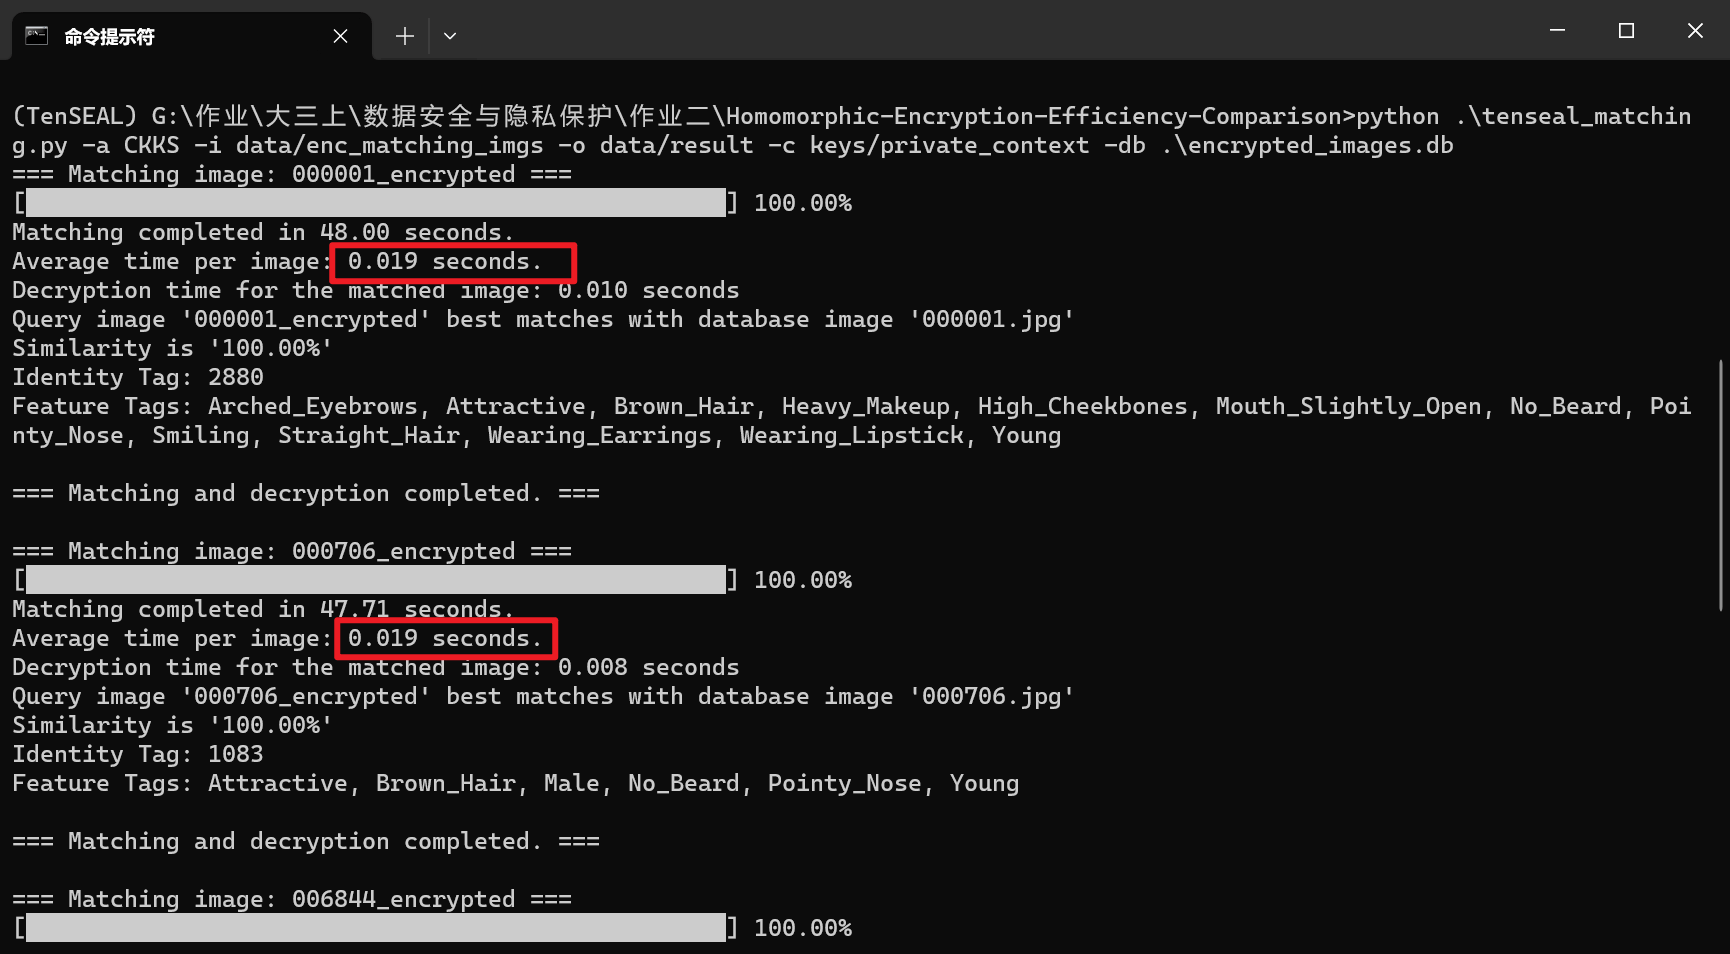 命令提示符
(TenSEAL) G:\作业\大三上\数据安全与隐私保护\作业二\Homomorphic-Encryption-Efficiency-Comparison>python .\tenseal_matchin
g.py -a CKKS -i data/enc_matching_imgs -o data/result -c keys/private_context -db .\encrypted_images.db
=== Matching image: 000001_encrypted ===
[] 100.00%
Matching completed in 48.00 seconds.
Average time per image: 0.019 seconds.
Decryption time for the matched image: 0.010 seconds
Query image '000001_encrypted' best matches with database image '000001.jpg'
Similarity is '100.00%'
Identity Tag: 2880
Feature Tags: Arched_Eyebrows, Attractive, Brown_Hair, Heavy_Makeup, High_Cheekbones, Mouth_Slightly_Open, No_Beard, Poi
nty_Nose, Smiling, Straight_Hair, Wearing_Earrings, Wearing_Lipstick, Young
=== Matching and decryption completed. ===
=== Matching image: 000706_encrypted ===
[] 100.00%
Matching completed in 47.71 seconds.
Average time per image: 0.019 seconds.
Decryption time for the matched image: 0.008 seconds
Query image '000706_encrypted' best matches with database image '000706.jpg'
Similarity is '100.00%'
Identity Tag: 1083
Feature Tags: Attractive, Brown_Hair, Male, No_Beard, Pointy_Nose, Young
=== Matching and decryption completed. ===
=== Matching image: 006844_encrypted ===
[] 100.00%